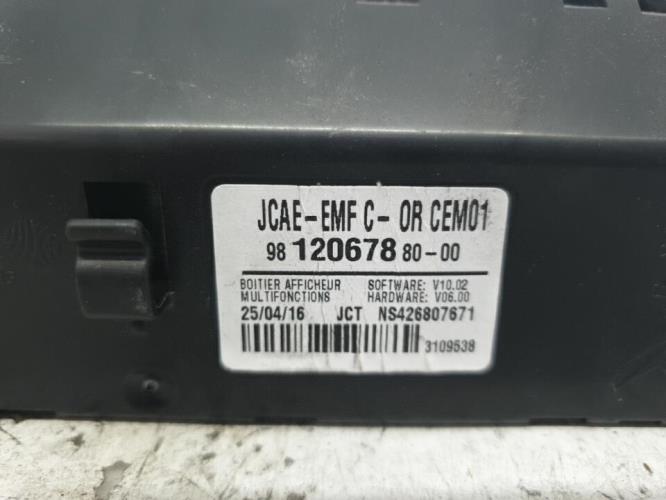 JCAE-EMF C- OR CEM01
98 120678 80-00
BOITIER AFFICHEUR SOFTWARE: V10.02
MULTIFONCTIONS HARDWARE: V06.00
25/04/16 JCT NS426807671
3109538